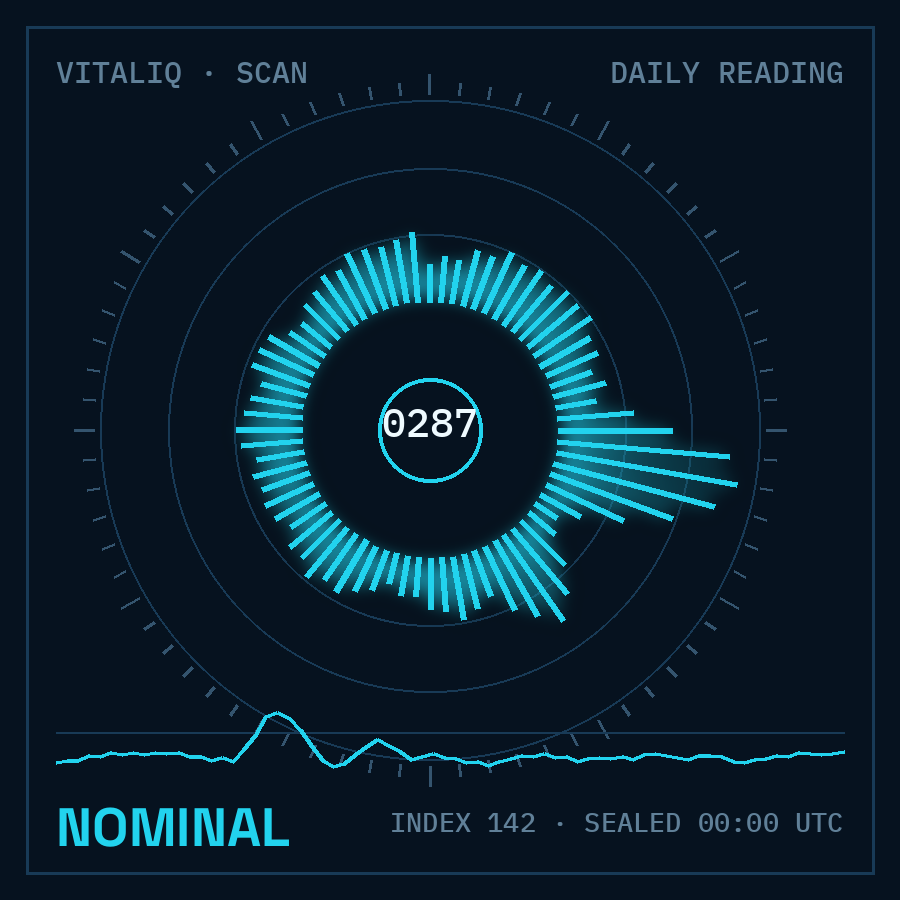 VITALIQ · SCAN
DAILY READING
0287
NOMINAL
INDEX 142 · SEALED 00:00 UTC